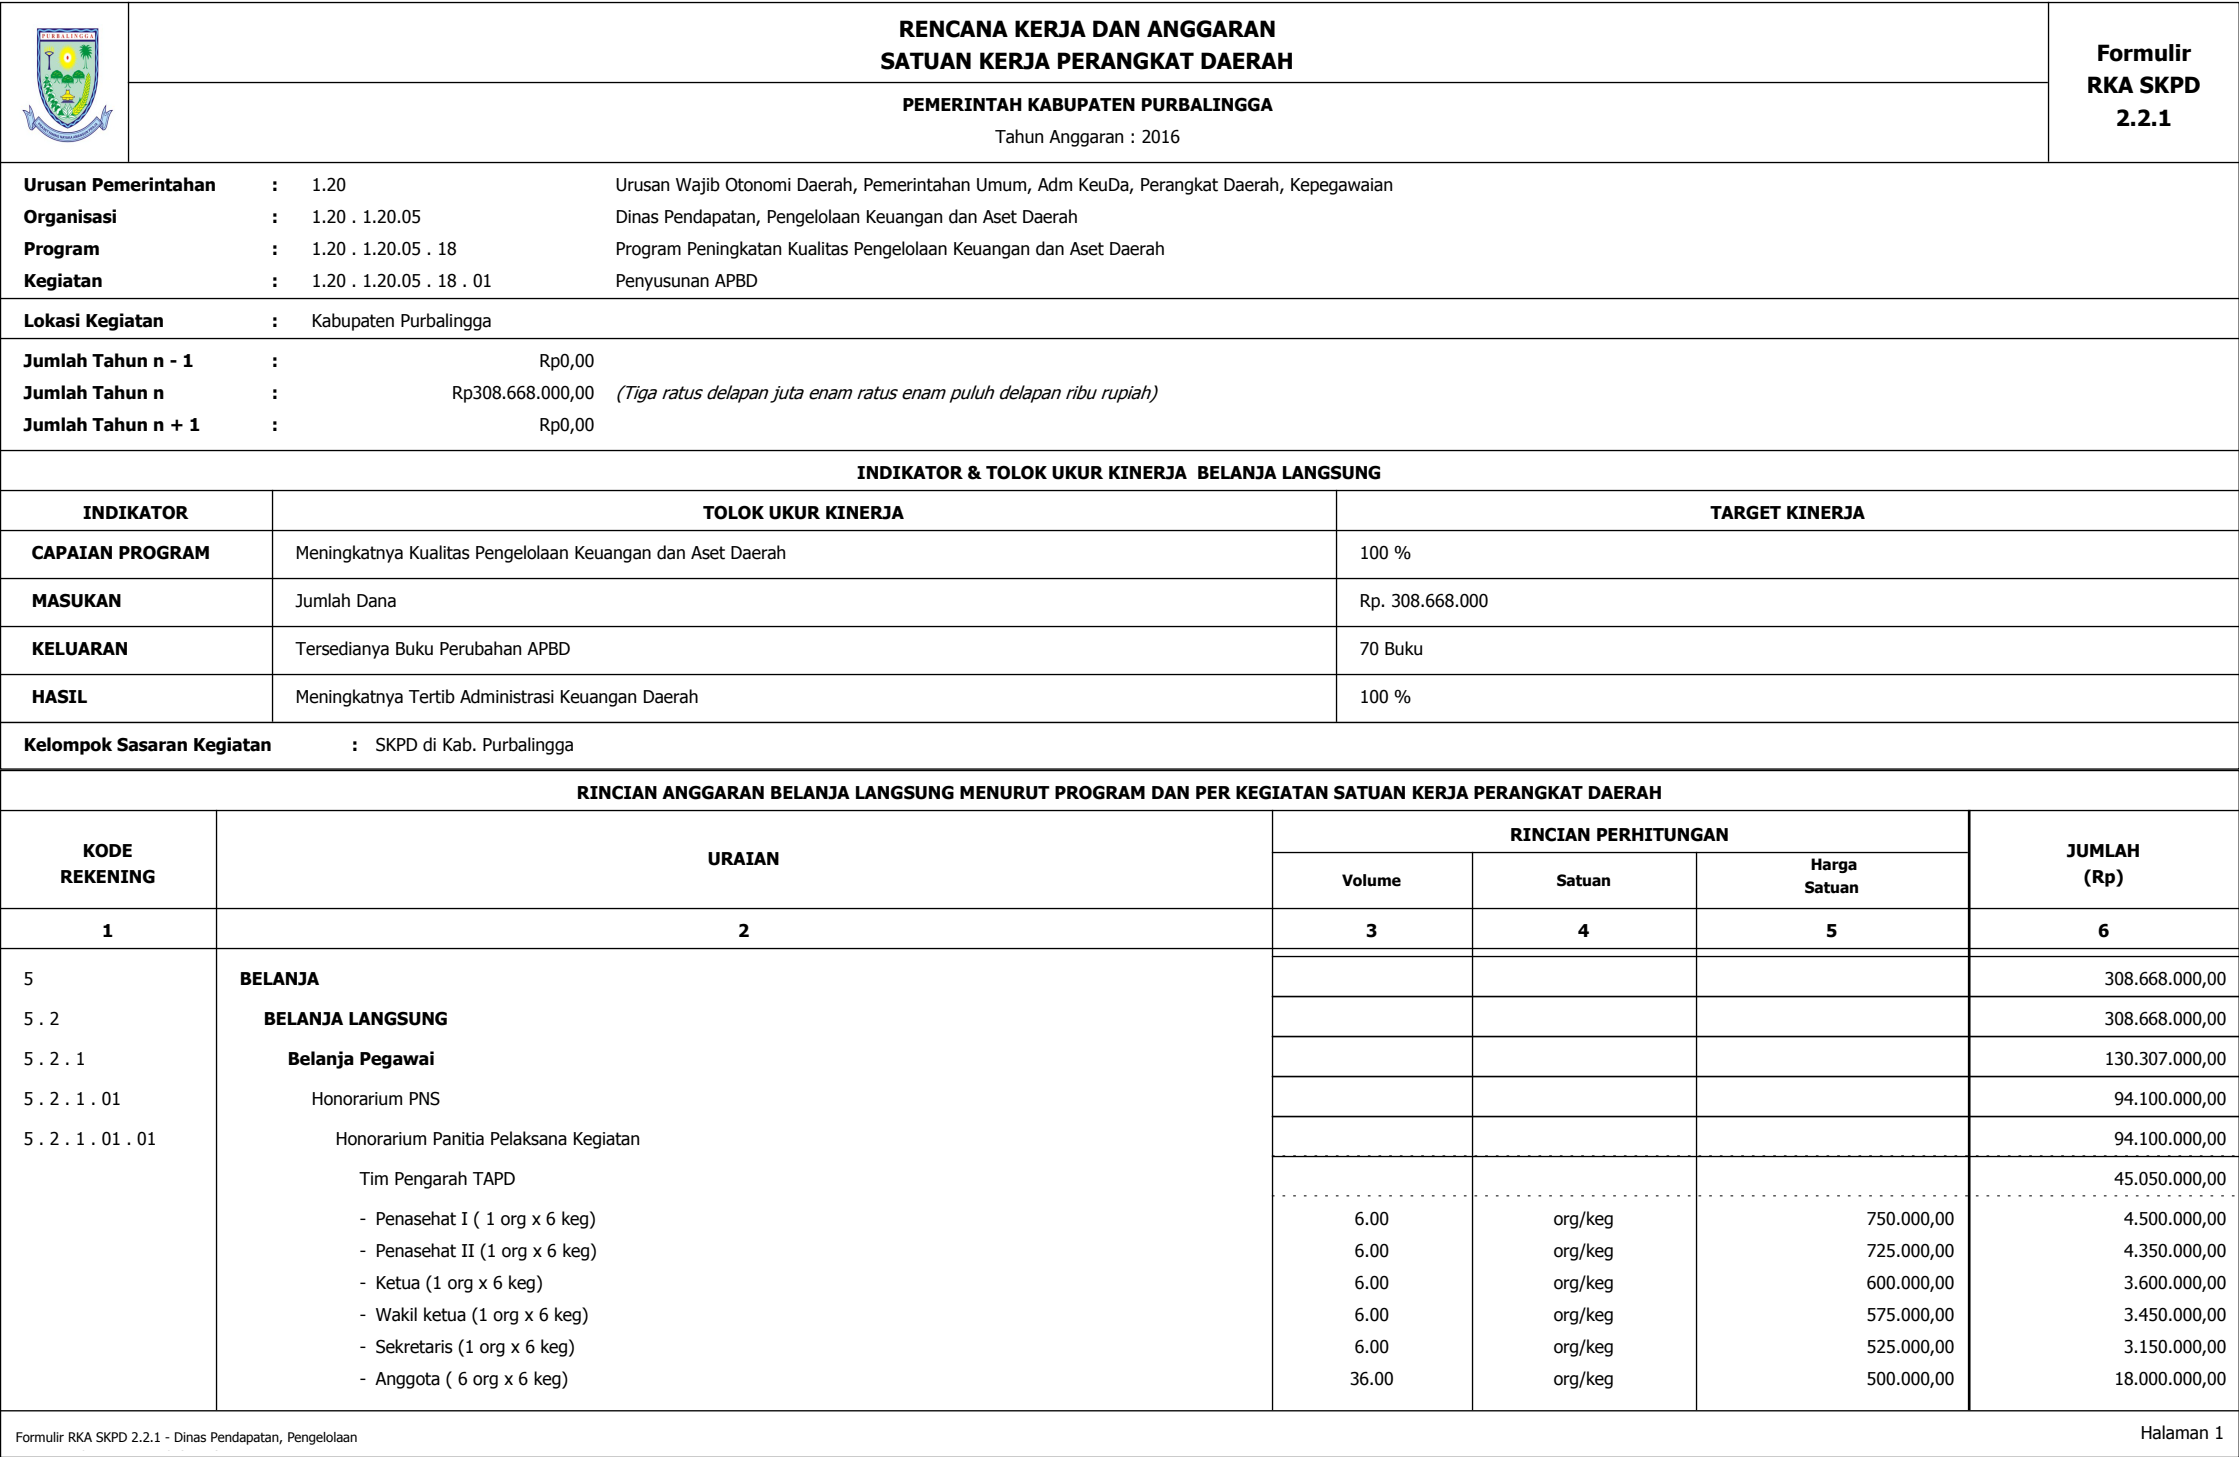 PURBALINGGA
RENCANA KERJA DAN ANGGARAN
SATUAN KERJA PERANGKAT DAERAH
PEMERINTAH KABUPATEN PURBALINGGA
Tahun Anggaran : 2016
Formulir
RKA SKPD
2.2.1
Urusan Pemerintahan : 1.20 Urusan Wajib Otonomi Daerah, Pemerintahan Umum, Adm KeuDa, Perangkat Daerah, Kepegawaian
Organisasi : 1.20 . 1.20.05 Dinas Pendapatan, Pengelolaan Keuangan dan Aset Daerah
Program : 1.20 . 1.20.05 . 18 Program Peningkatan Kualitas Pengelolaan Keuangan dan Aset Daerah
Kegiatan : 1.20 . 1.20.05 . 18 . 01 Penyusunan APBD
Lokasi Kegiatan : Kabupaten Purbalingga
Jumlah Tahun n - 1 : Rp0,00
Jumlah Tahun n : Rp308.668.000,00 (Tiga ratus delapan juta enam ratus enam puluh delapan ribu rupiah)
Jumlah Tahun n + 1 : Rp0,00
INDIKATOR & TOLOK UKUR KINERJA BELANJA LANGSUNG
INDIKATOR TOLOK UKUR KINERJA TARGET KINERJA
CAPAIAN PROGRAM Meningkatnya Kualitas Pengelolaan Keuangan dan Aset Daerah 100 %
MASUKAN Jumlah Dana Rp. 308.668.000
KELUARAN Tersedianya Buku Perubahan APBD 70 Buku
HASIL Meningkatnya Tertib Administrasi Keuangan Daerah 100 %
Kelompok Sasaran Kegiatan : SKPD di Kab. Purbalingga
RINCIAN ANGGARAN BELANJA LANGSUNG MENURUT PROGRAM DAN PER KEGIATAN SATUAN KERJA PERANGKAT DAERAH
KODE REKENING URAIAN RINCIAN PERHITUNGAN JUMLAH (Rp)
Volume Satuan Harga Satuan
1 2 3 4 5 6
5 BELANJA 308.668.000,00
5 . 2 BELANJA LANGSUNG 308.668.000,00
5 . 2 . 1 Belanja Pegawai 130.307.000,00
5 . 2 . 1 . 01 Honorarium PNS 94.100.000,00
5 . 2 . 1 . 01 . 01 Honorarium Panitia Pelaksana Kegiatan 94.100.000,00
Tim Pengarah TAPD 45.050.000,00
- Penasehat I ( 1 org x 6 keg) 6.00 org/keg 750.000,00 4.500.000,00
- Penasehat II (1 org x 6 keg) 6.00 org/keg 725.000,00 4.350.000,00
- Ketua (1 org x 6 keg) 6.00 org/keg 600.000,00 3.600.000,00
- Wakil ketua (1 org x 6 keg) 6.00 org/keg 575.000,00 3.450.000,00
- Sekretaris (1 org x 6 keg) 6.00 org/keg 525.000,00 3.150.000,00
- Anggota ( 6 org x 6 keg) 36.00 org/keg 500.000,00 18.000.000,00
Formulir RKA SKPD 2.2.1 - Dinas Pendapatan, Pengelolaan
Halaman 1